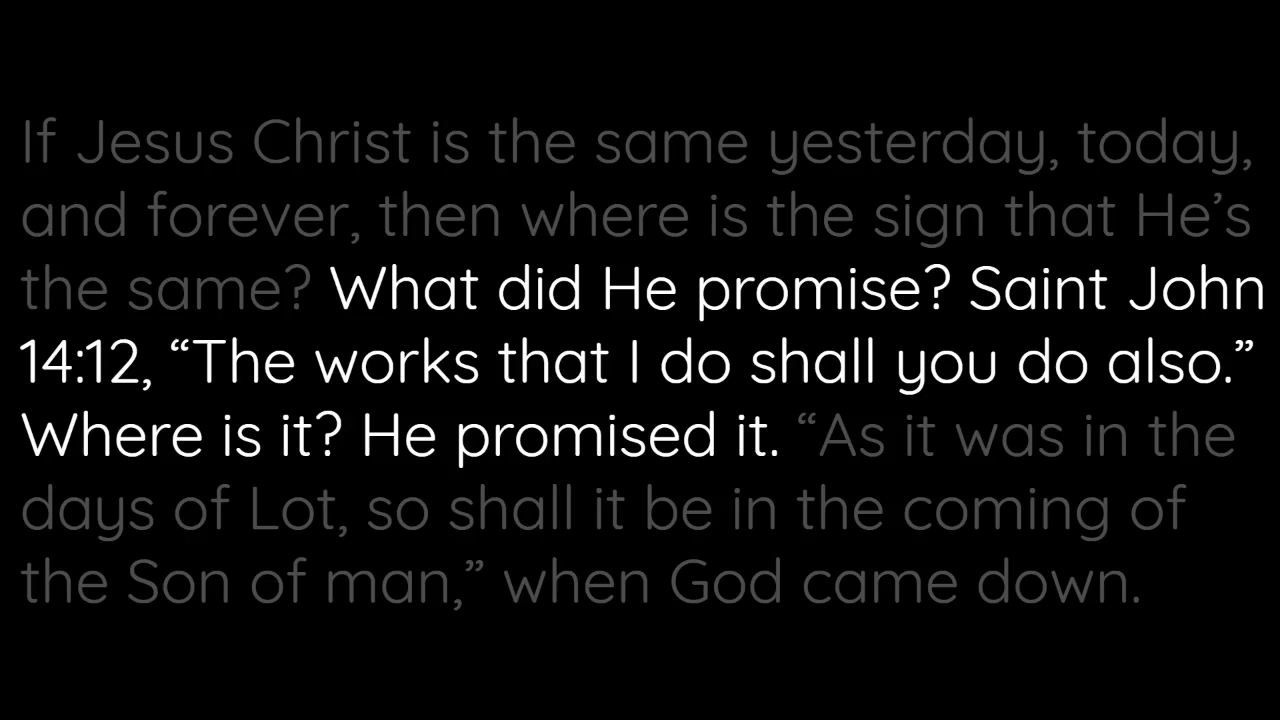 If Jesus Christ is the same yesterday, today,
and forever, then where is the sign that He’s
the same? What did He promise? Saint John
14:12, “The works that I do shall you do also.”
Where is it? He promised it. “As it was in the
days of Lot, so shall it be in the coming of
the Son of man,” when God came down.